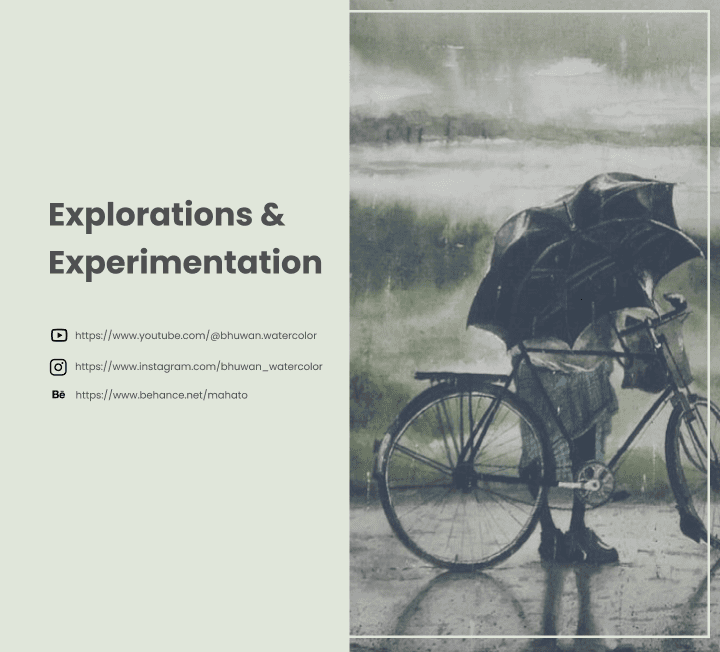 Explorations &
Experimentation
https://www.youtube.com/@bhuwan.watercolor
https://www.instagram.com/bhuwan_watercolor
Bē https://www.behance.net/mahato